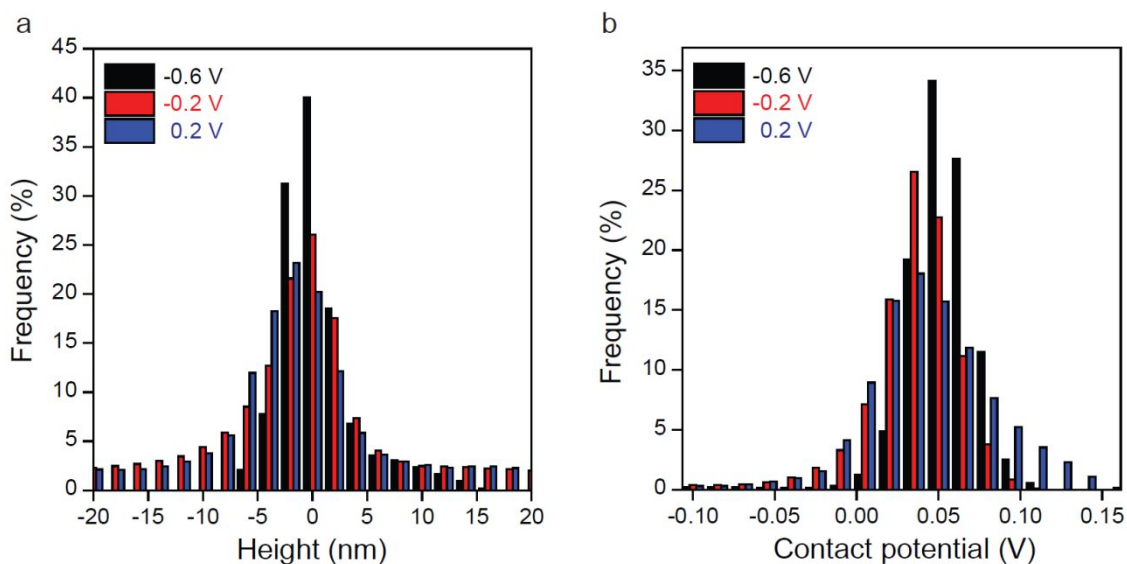 a
45
40
35
30
25
20
15
10
5
0
Frequency (%)
-0.6 V
-0.2 V
0.2 V
-20 -15 -10 -5 0 5 10 15 20
Height (nm)
b
35
30
25
20
15
10
5
0
Frequency (%)
-0.6 V
-0.2 V
0.2 V
-0.10 -0.05 0.00 0.05 0.10 0.15
Contact potential (V)